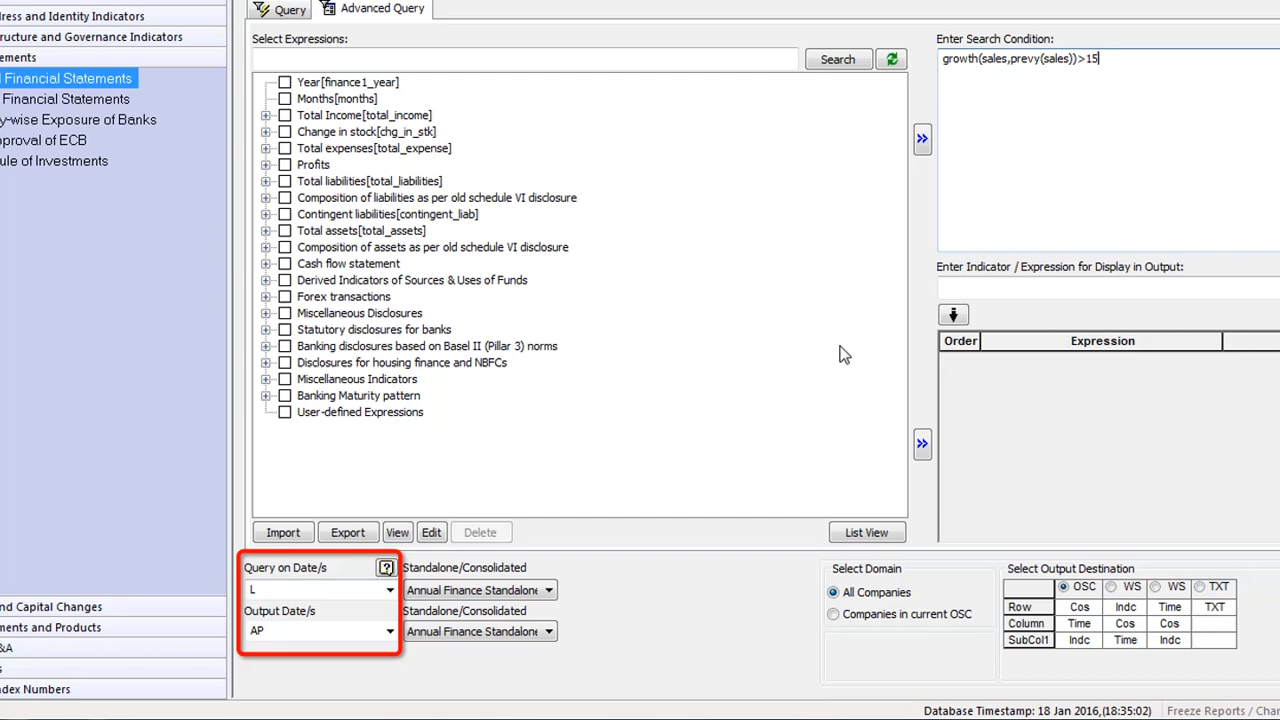 ress and Identity Indicators
ructure and Governance Indicators
ements
Financial Statements
Financial Statements
y-wise Exposure of Banks
proval of ECB
ule of Investments
nd Capital Changes
ments and Products
&A
s
ndex Numbers
Query
Advanced Query
Select Expressions:
Search
Year[finance1_year]
Months[months]
Total Income[total_income]
Change in stock[chg_in_stk]
Total expenses[total_expense]
Profits
Total liabilities[total_liabilities]
Composition of liabilities as per old schedule VI disclosure
Contingent liabilities[contingent_liab]
Total assets[total_assets]
Composition of assets as per old schedule VI disclosure
Cash flow statement
Derived Indicators of Sources & Uses of Funds
Forex transactions
Miscellaneous Disclosures
Statutory disclosures for banks
Banking disclosures based on Basel II (Pillar 3) norms
Disclosures for housing finance and NBFCs
Miscellaneous Indicators
Banking Maturity pattern
User-defined Expressions
Import Export View Edit Delete List View
Enter Search Condition:
growth(sales,prevy(sales))>15
Enter Indicator / Expression for Display in Output:
Order Expression
Query on Date/s ? Standalone/Consolidated
L Annual Finance Standalone
Output Date/s Standalone/Consolidated
AP Annual Finance Standalone
Select Domain
All Companies
Companies in current OSC
Select Output Destination
OSC WS WS TXT
Row Cos Indc Time TXT
Column Time Cos Cos
SubCol1 Indc Time Indc
Database Timestamp: 18 Jan 2016,(18:35:02) Freeze Reports / Char